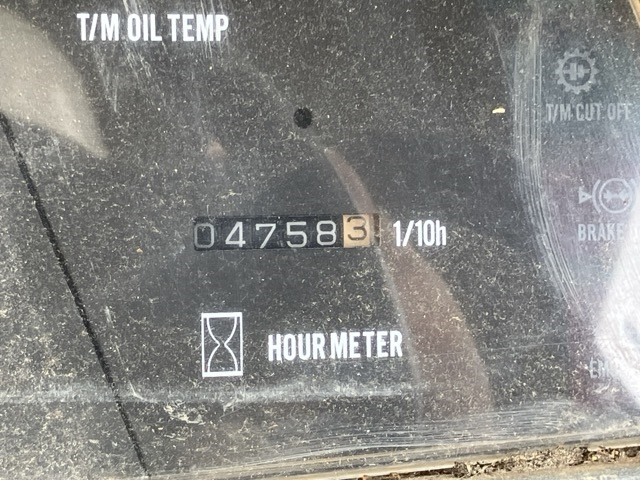 T/M OIL TEMP
T/M CUT OFF
047583 1/10h
BRAKE
HOUR METER